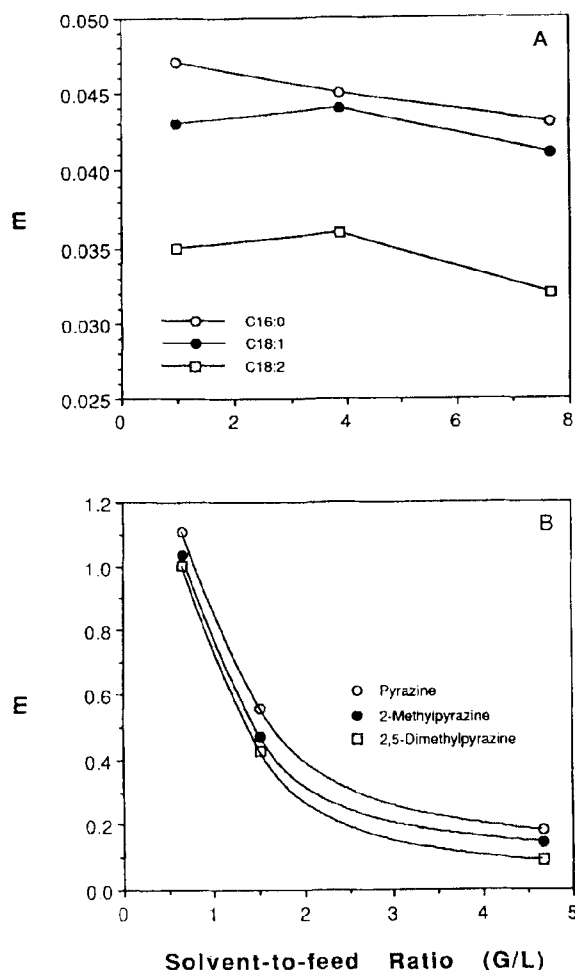 A
0.050
0.045
0.040
0.035
0.030
0.025
m
C16:0
C18:1
C18:2
0 2 4 6 8
B
1.2
1.0
0.8
0.6
0.4
0.2
0.0
m
Pyrazine
2-Methylpyrazine
2,5-Dimethylpyrazine
0 1 2 3 4 5
Solvent-to-feed Ratio (G/L)